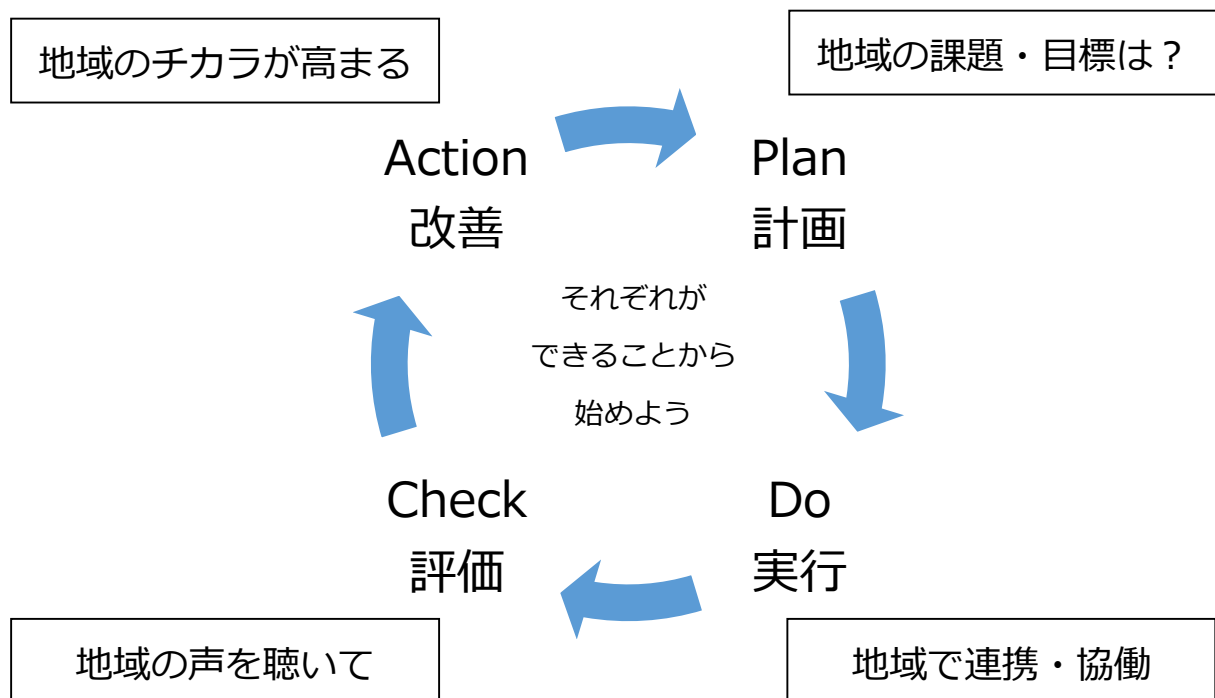 地域のチカラが高まる
地域の課題・目標は？
Action
改善
Plan
計画
それぞれが
できることから
始めよう
Check
評価
Do
実行
地域の声を聴いて
地域で連携・協働